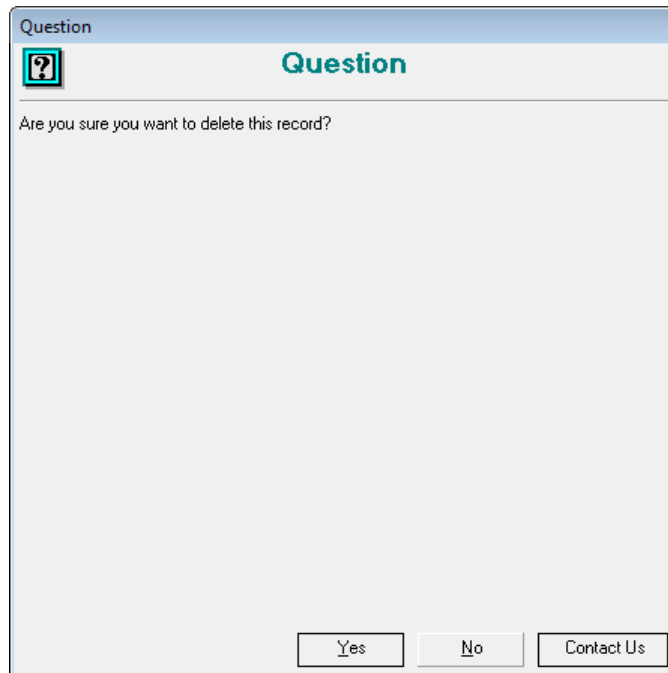 Question
Question
Are you sure you want to delete this record?
Yes
No
Contact Us